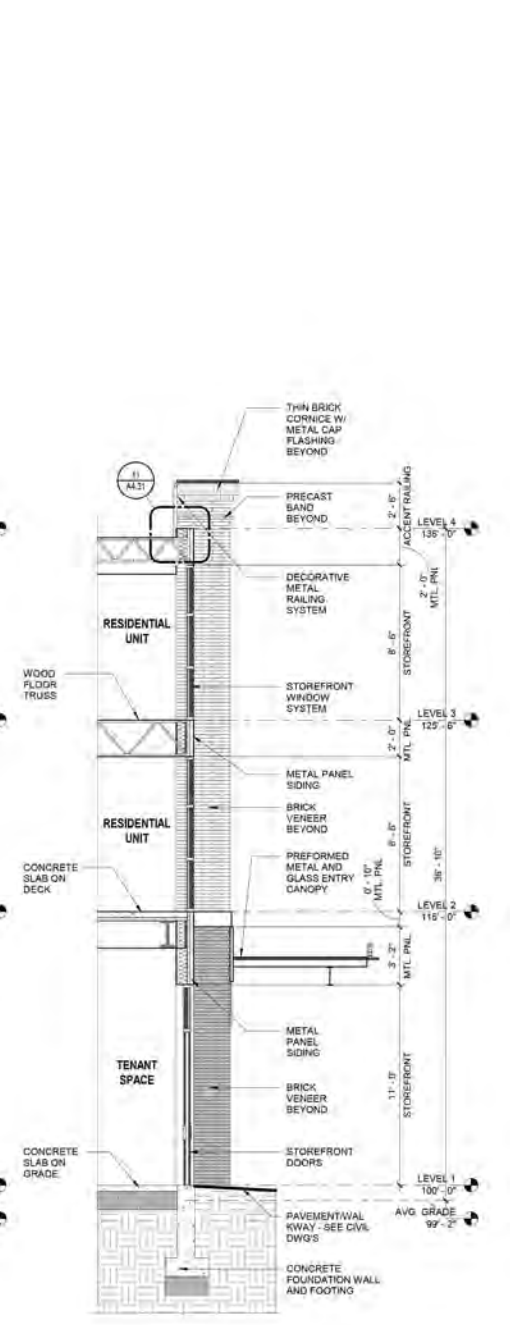 THIN BRICK
CORNICE W/
METAL CAP
FLASHING
BEYOND
11
A4.31
PRECAST
BAND
BEYOND
2' - 6"
ACCENT RAILING
LEVEL 4
136' - 0"
2' - 0"
MTL. PNL
DECORATIVE
METAL
RAILING
SYSTEM
RESIDENTIAL
UNIT
8' - 6"
STOREFRONT
WOOD
FLOOR
TRUSS
STOREFRONT
WINDOW
SYSTEM
LEVEL 3
125' - 6"
2' - 0"
MTL. PNL
METAL PANEL
SIDING
BRICK
VENEER
BEYOND
RESIDENTIAL
UNIT
8' - 6"
STOREFRONT
36' - 10"
CONCRETE
SLAB ON
DECK
PREFORMED
METAL AND
GLASS ENTRY
CANOPY
0' - 10"
MTL. PNL
LEVEL 2
115' - 0"
3' - 2"
MTL. PNL
METAL
PANEL
SIDING
TENANT
SPACE
11' - 0"
STOREFRONT
BRICK
VENEER
BEYOND
CONCRETE
SLAB ON
GRADE
STOREFRONT
DOORS
LEVEL 1
100' - 0"
PAVEMENT/WAL
KWAY - SEE CIVIL
DWG'S
AVG. GRADE
99' - 2"
CONCRETE
FOUNDATION WALL
AND FOOTING